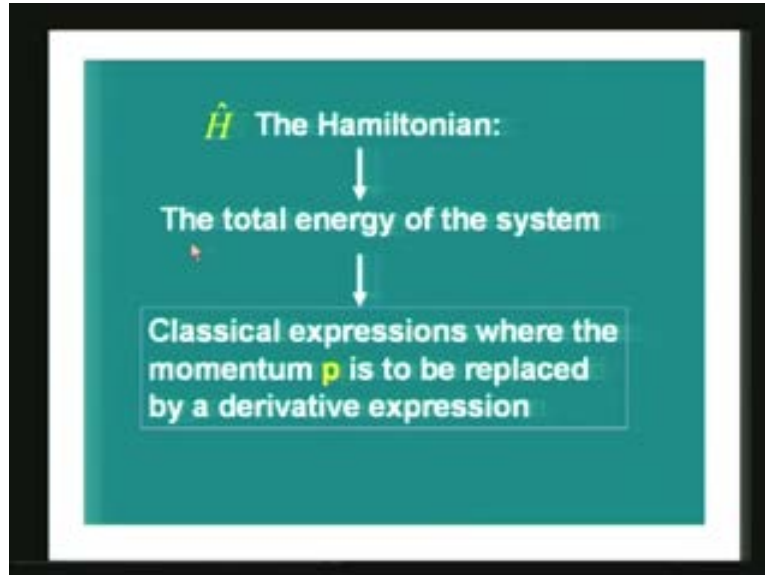 Ĥ The Hamiltonian:
The total energy of the system
Classical expressions where the
momentum p is to be replaced
by a derivative expression